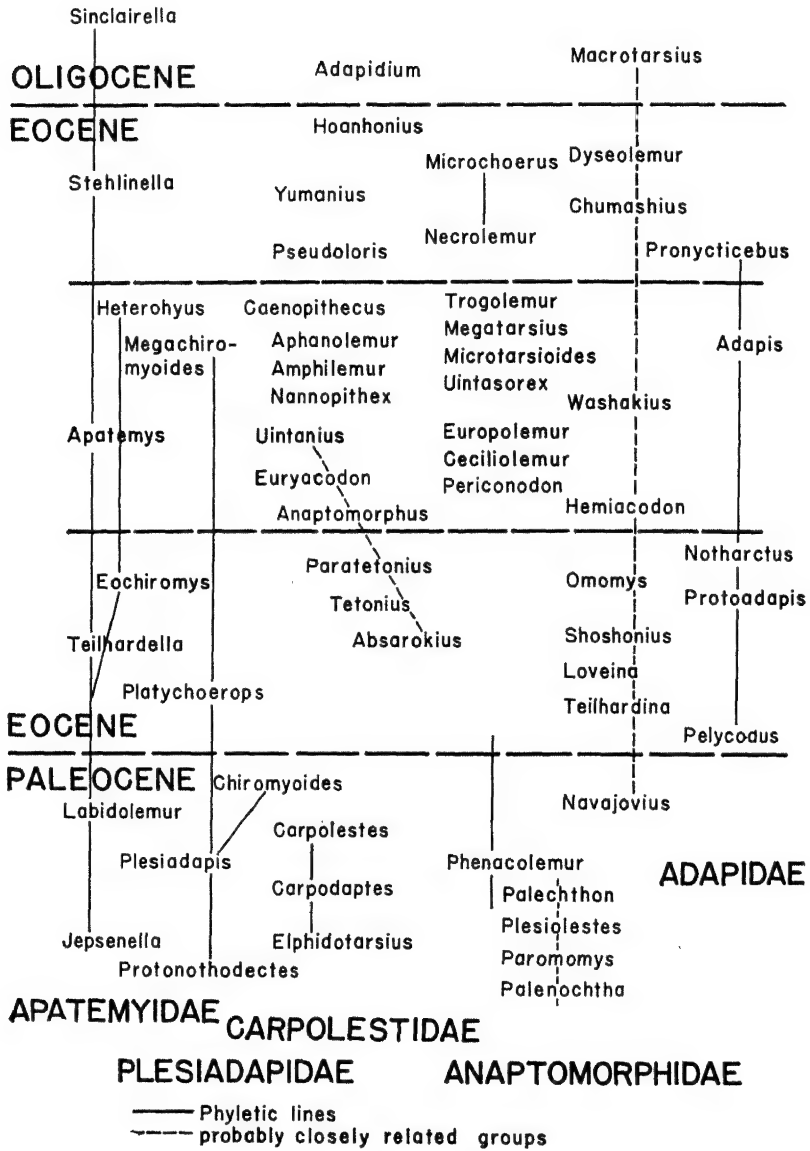 Sinclairella
Adapidium
Macrotarsius
OLIGOCENE
EOCENE
Hoanhonius
Microchoerus
Dyseolemur
Stehlinella
Yumanius
Chumashius
Necrolemur
Pseudoloris
Pronycticebus
Heterohyus
Caenopithecus
Trogolemur
Megachiro-
myoides
Aphanolemur
Megatarsius
Adapis
Amphilemur
Microtarsioides
Nannopithex
Uintasorex
Washakius
Apatemys
Uintanius
Europolemur
Euryacodon
Ceciliolemur
Periconodon
Anaptomorphus
Hemiacodon
Notharctus
Paratetonius
Eochiromys
Omomys
Protoadapis
Tetonius
Teilhardella
Absarokius
Shoshonius
Loveina
Platychoerops
Teilhardina
EOCENE
Pelycodus
PALEOCENE
Chiromyoides
Labidolemur
Navajovius
Carpolestes
Plesiadapis
Phenacolemur
ADAPIDAE
Carpodaptes
Palechthon
Plesiolestes
Jepsenella
Elphidotarsius
Paromomys
Protonothodectes
Palenochtha
APATEMYIDAE
CARPOLESTIDAE
PLESIADAPIDAE
ANAPTOMORPHIDAE
Phyletic lines
probably closely related groups